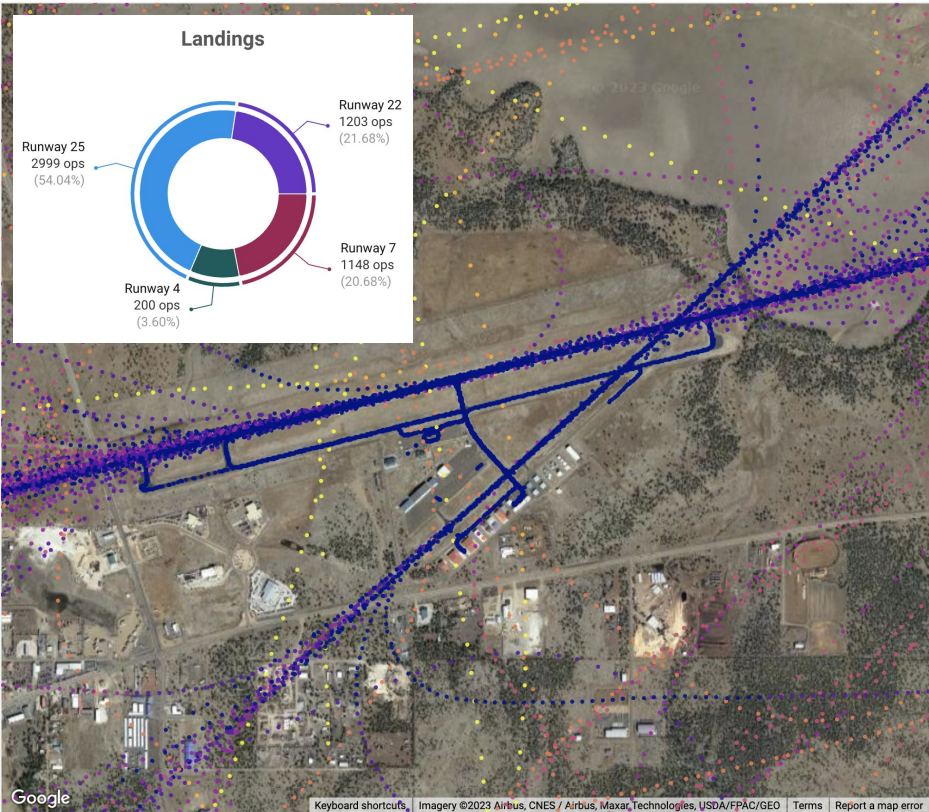 Landings
Runway 22
1203 ops
(21.68%)
Runway 25
2999 ops
(54.04%)
Runway 7
1148 ops
(20.68%)
Runway 4
200 ops
(3.60%)
© 2023 Google
Google
Keyboard shortcuts
Imagery ©2023 Airbus, CNES / Airbus, Maxar Technologies, USDA/FPAC/GEO
Terms
Report a map error